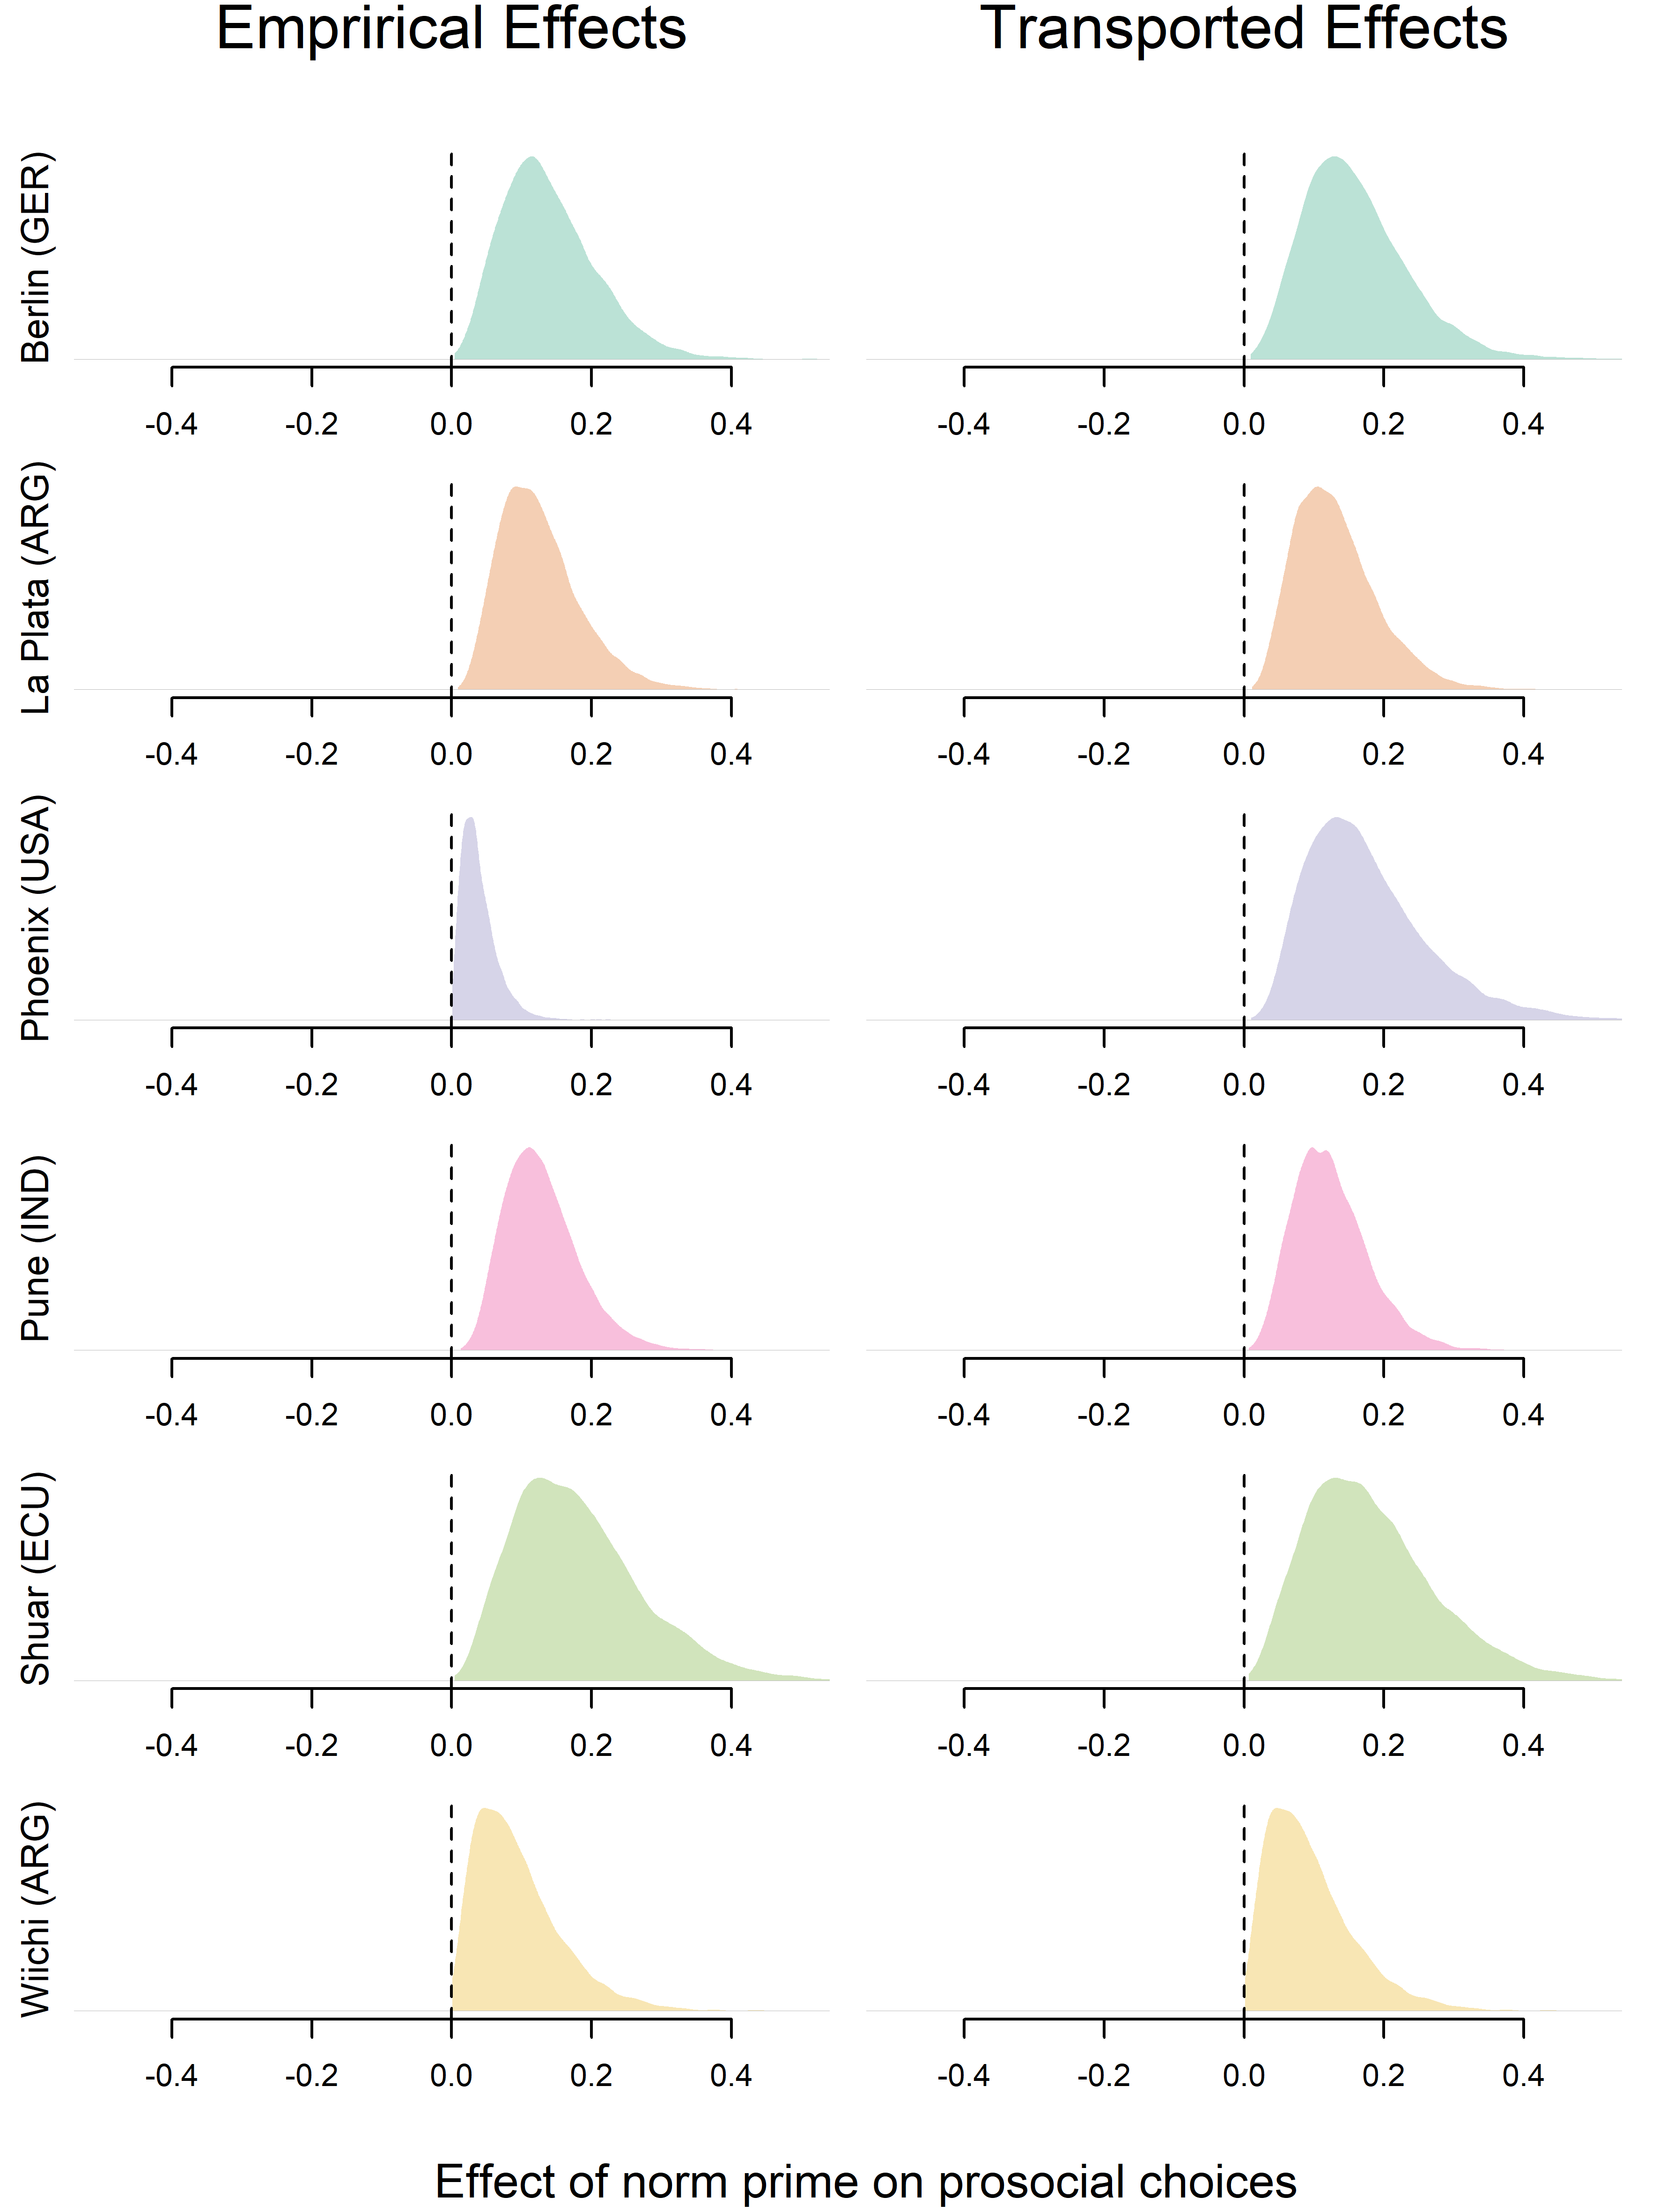 Emprirical Effects Transported Effects
Berlin (GER)
-0.4 -0.2 0.0 0.2 0.4 -0.4 -0.2 0.0 0.2 0.4
La Plata (ARG)
-0.4 -0.2 0.0 0.2 0.4 -0.4 -0.2 0.0 0.2 0.4
Phoenix (USA)
-0.4 -0.2 0.0 0.2 0.4 -0.4 -0.2 0.0 0.2 0.4
Pune (IND)
-0.4 -0.2 0.0 0.2 0.4 -0.4 -0.2 0.0 0.2 0.4
Shuar (ECU)
-0.4 -0.2 0.0 0.2 0.4 -0.4 -0.2 0.0 0.2 0.4
Wiichi (ARG)
-0.4 -0.2 0.0 0.2 0.4 -0.4 -0.2 0.0 0.2 0.4
Effect of norm prime on prosocial choices